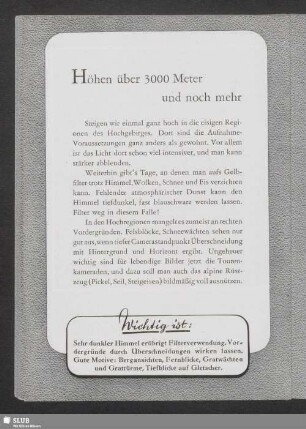 Höhen über 3000 Meter
und noch mehr
Steigen wir einmal ganz hoch in die eisigen Regi-
onen des Hochgebirges. Dort sind die Aufnahme-
Voraussetzungen ganz anders als gewohnt. Vor allem
ist das Licht dort schon viel intensiver, und man kann
stärker abblenden.
Weiterhin gibt's Tage, an denen man aufs Gelb-
filter trotz Himmel, Wolken, Schnee und Eis verzichten
kann. Fehlender atmosphärischer Dunst kann den
Himmel tiefdunkel, fast blauschwarz werden lassen.
Filter weg in diesem Falle!
In den Hochregionen mangelt es zumeist an rechten
Vordergründen. Felsblöcke, Schneewächten sehen nur
gut aus, wenn tiefer Camerastandpunkt Überschneidung
mit Hintergrund und Horizont ergibt. Ungeheuer
wichtig sind für lebendige Bilder jetzt die Touren-
kameraden, und dazu soll man auch das alpine Rüst-
zeug (Pickel, Seil, Steigeisen) bildmäßig voll ausnützen.
Wichtig ist:
Sehr dunkler Himmel erübrigt Filterverwendung. Vor-
dergründe durch Überschneidungen wirken lassen.
Gute Motive: Bergansichten, Fernblicke, Gratwächten
und Grattürme, Tiefblicke auf Gletscher.
SLUB